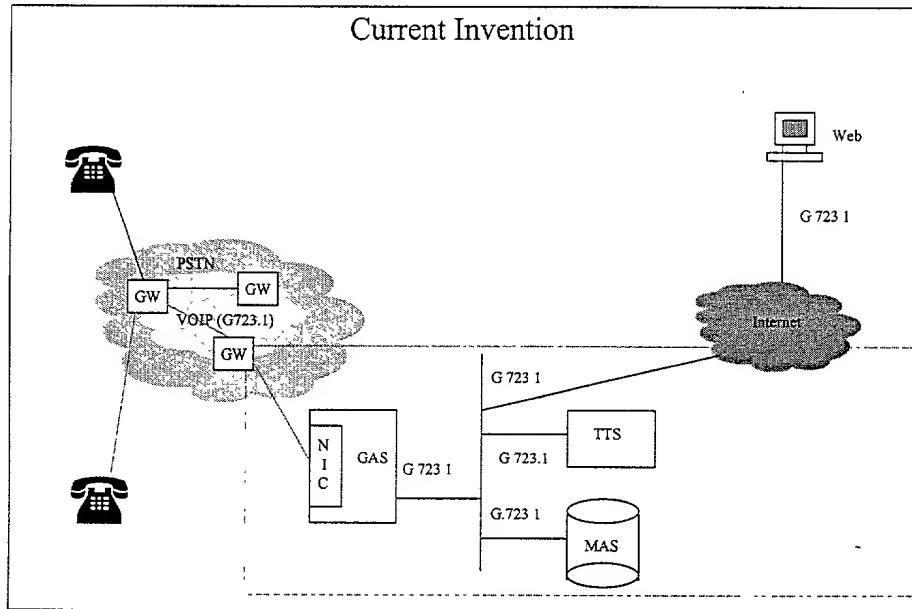 Current Invention
Web
G 723 1
PSTN
GW
GW
VOIP (G723.1)
GW
Internet
G 723 1
NIC
GAS
G 723 1
TTS
G 723.1
G.723 1
MAS